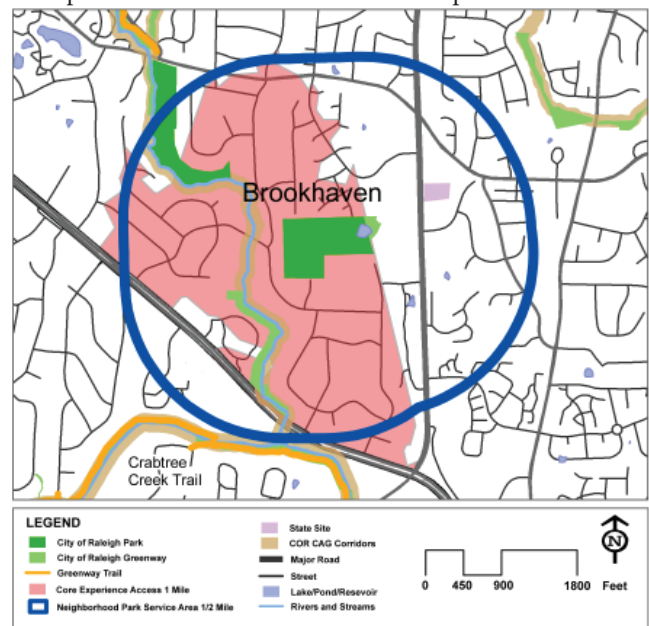 Brookhaven
Crabtree
Creek Trail
LEGEND
City of Raleigh Park
City of Raleigh Greenway
Greenway Trail
Core Experience Access 1 Mile
Neighborhood Park Service Area 1/2 Mile
State Site
COR CAG Corridors
Major Road
Street
Lake/Pond/Resevoir
Rivers and Streams
N
0 450 900 1800 Feet